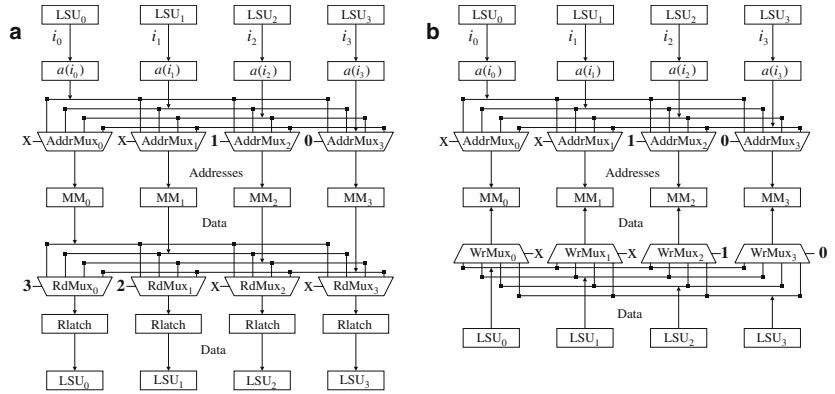 a
LSU₀ LSU₁ LSU₂ LSU₃
i₀ i₁ i₂ i₃
a(i₀) a(i₁) a(i₂) a(i₃)
X AddrMux₀ X AddrMux₁ 1 AddrMux₂ 0 AddrMux₃
Addresses
MM₀ MM₁ MM₂ MM₃
Data
3 RdMux₀ 2 RdMux₁ X RdMux₂ X RdMux₃
Rlatch Rlatch Rlatch Rlatch
Data
LSU₀ LSU₁ LSU₂ LSU₃
b
LSU₀ LSU₁ LSU₂ LSU₃
i₀ i₁ i₂ i₃
a(i₀) a(i₁) a(i₂) a(i₃)
X AddrMux₀ X AddrMux₁ 1 AddrMux₂ 0 AddrMux₃
Addresses
MM₀ MM₁ MM₂ MM₃
Data
WrMux₀ X WrMux₁ X WrMux₂ 1 WrMux₃ 0
Data
LSU₀ LSU₁ LSU₂ LSU₃